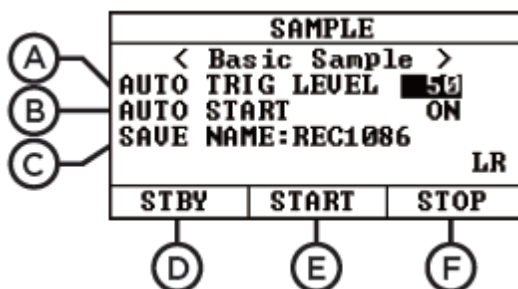 SAMPLE
< Basic Sample >
A
AUTO TRIG LEVEL 50
B
AUTO START ON
C
SAVE NAME:REC1086
LR
STBY START STOP
D E F